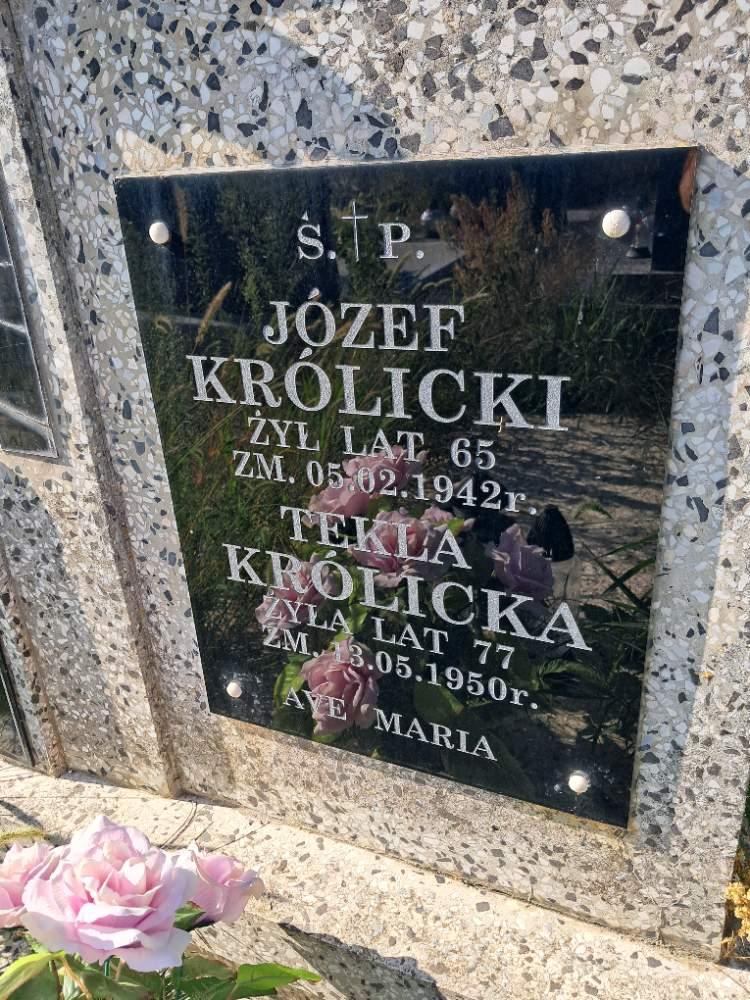 Ś.†P.
JÓZEF
KRÓLICKI
ŻYŁ LAT 65
ZM. 05.02.1942r.
TEKLA
KRÓLICKA
ŻYŁA LAT 77
ZM. 13.05.1950r.
AVE MARIA